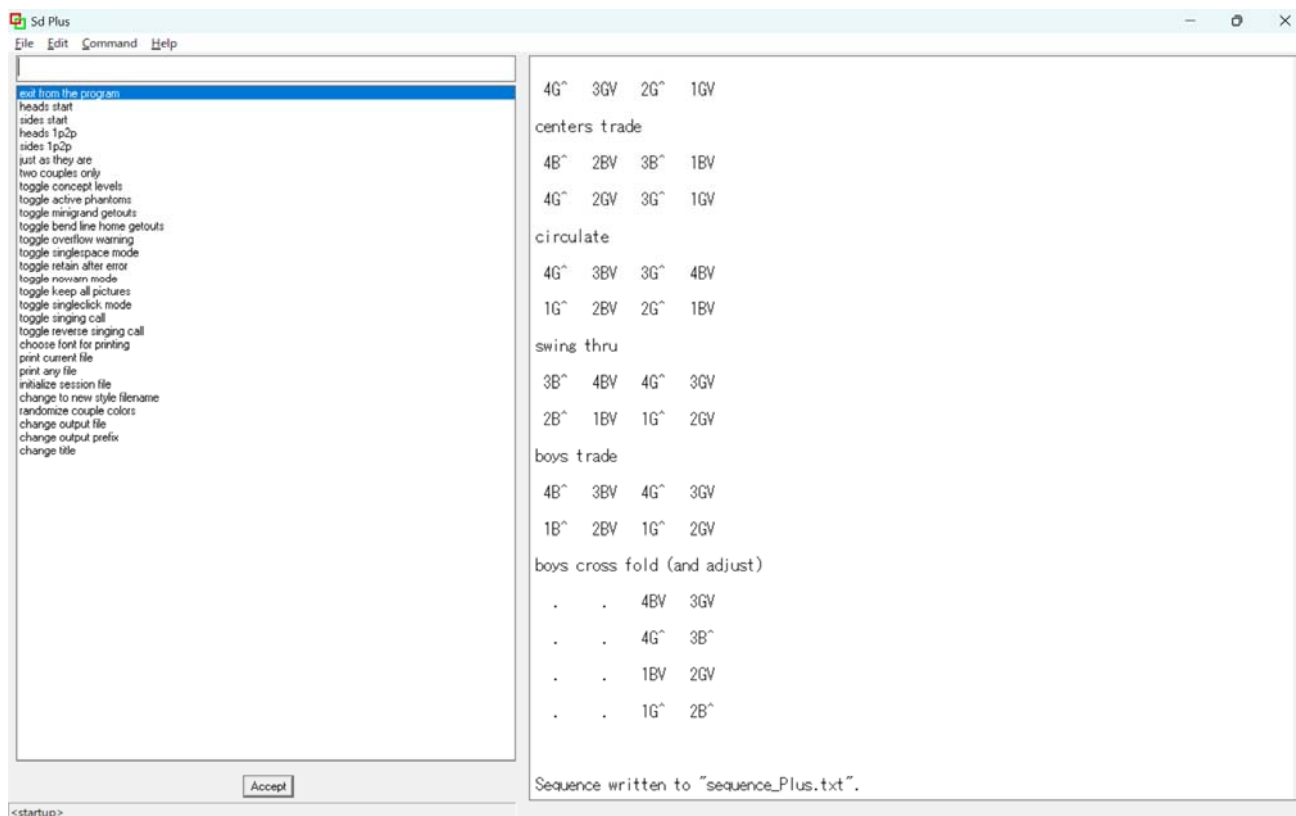 Sd Plus
File Edit Command Help
exit from the program
heads start
sides start
heads 1p2p
sides 1p2p
just as they are
two couples only
toggle concept levels
toggle active phantoms
toggle minigrand getouts
toggle bend line home getouts
toggle overflow warning
toggle singlespace mode
toggle retain after error
toggle nowarn mode
toggle keep all pictures
toggle singleclick mode
toggle singing call
toggle reverse singing call
choose font for printing
print current file
print any file
initialize session file
change to new style filename
randomize couple colors
change output file
change output prefix
change title
Accept
<startup>
4G^ 3GV 2G^ 1GV
centers trade
4B^ 2BV 3B^ 1BV
4G^ 2GV 3G^ 1GV
circulate
4G^ 3BV 3G^ 4BV
1G^ 2BV 2G^ 1BV
swing thru
3B^ 4BV 4G^ 3GV
2B^ 1BV 1G^ 2GV
boys trade
4B^ 3BV 4G^ 3GV
1B^ 2BV 1G^ 2GV
boys cross fold (and adjust)
. . 4BV 3GV
. . 4G^ 3B^
. . 1BV 2GV
. . 1G^ 2B^
Sequence written to "sequence_Plus.txt".